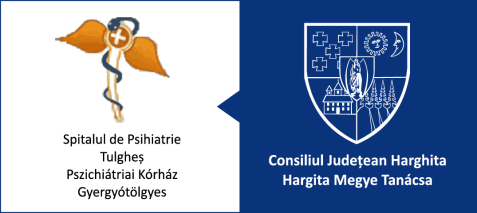 Spitalul de Psihiatrie
Tulgheș
Pszichiátriai Kórház
Gyergyótölgyes
Consiliul Județean Harghita
Hargita Megye Tanácsa